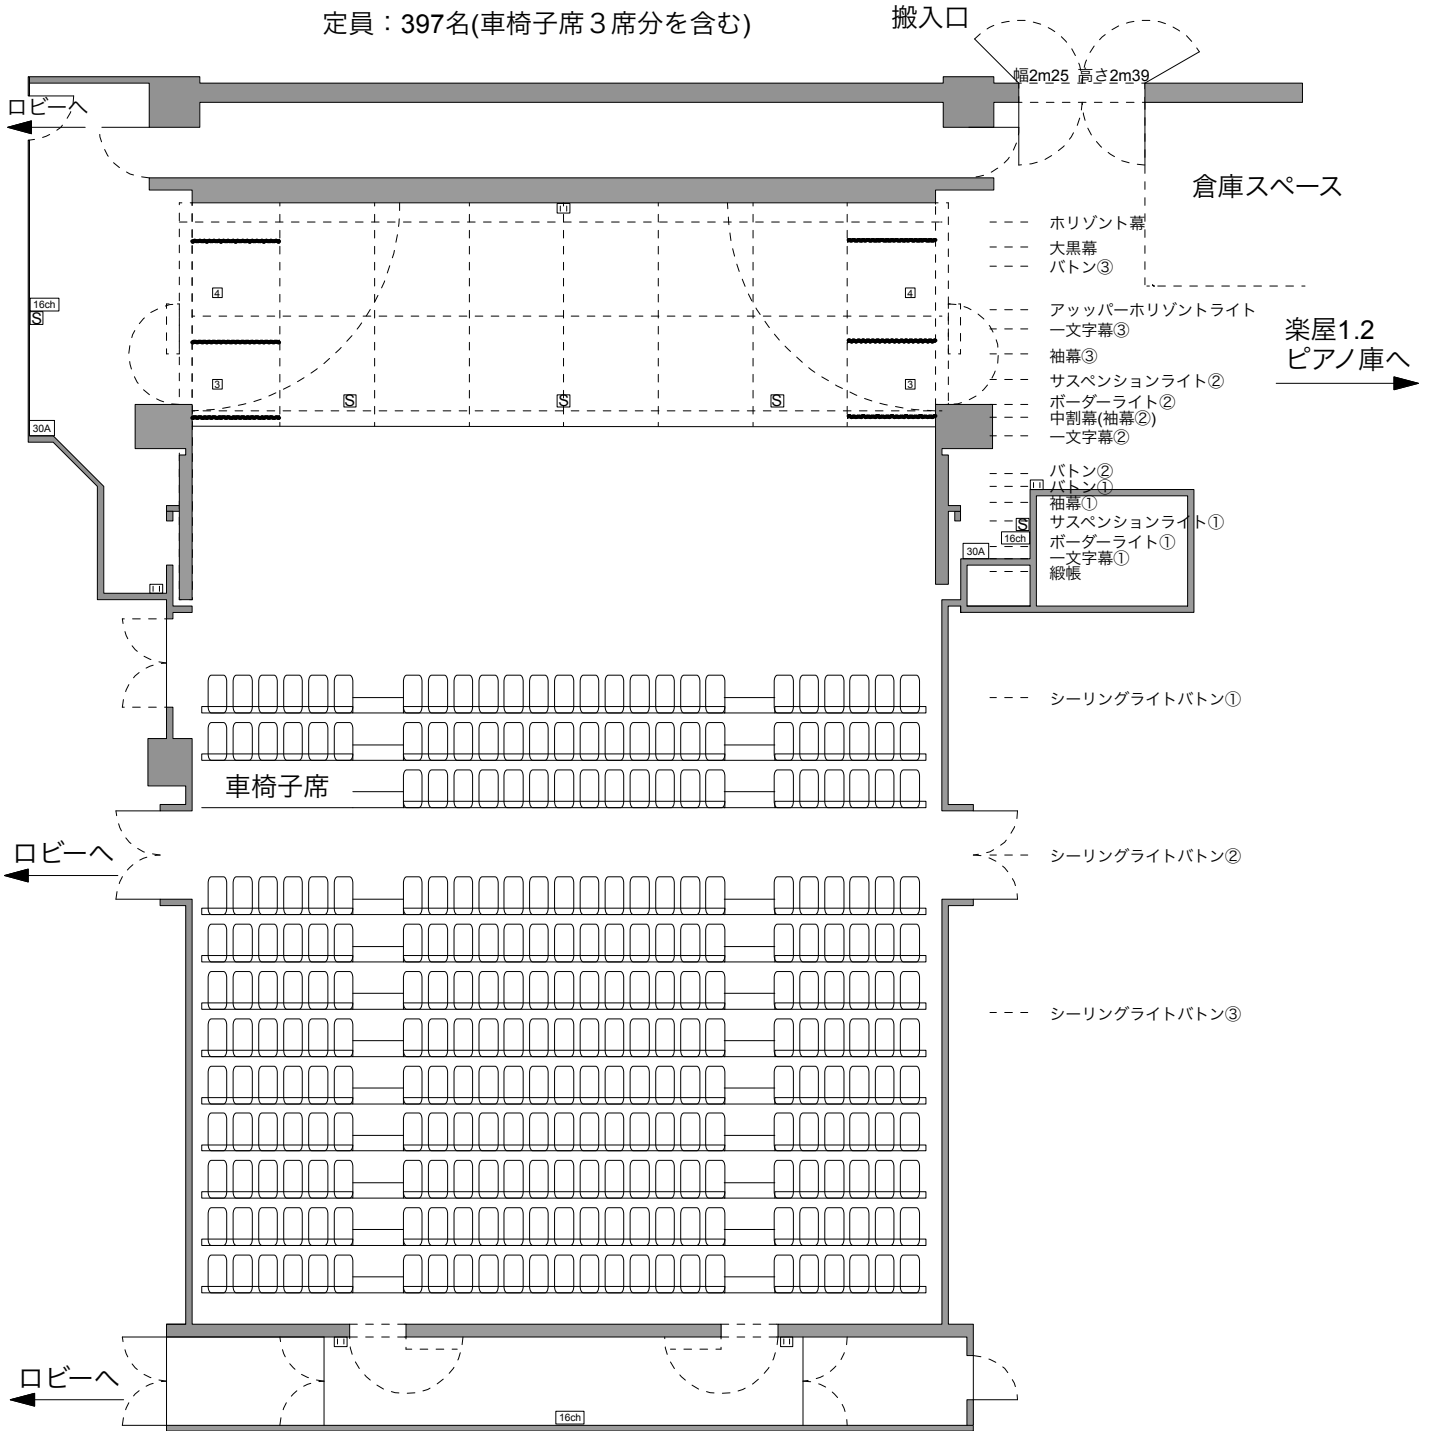 定員：397名(車椅子席３席分を含む)
搬入口
幅2m25 高さ2m39
ロビーへ
倉庫スペース
ホリゾント幕
大黒幕
バトン③
4
4
16ch
S
アッッパーホリゾントライト
一文字幕③
楽屋1.2
ピアノ庫へ
袖幕③
3
3
サスペンションライト②
S
S
S
ボーダーライト②
中割幕(袖幕②)
30A
一文字幕②
バトン②
バトン①
袖幕①
サスペンションライト①
S
16ch
ボーダーライト①
30A
一文字幕①
緞帳
シーリングライトバトン①
車椅子席
ロビーへ
シーリングライトバトン②
シーリングライトバトン③
ロビーへ
16ch